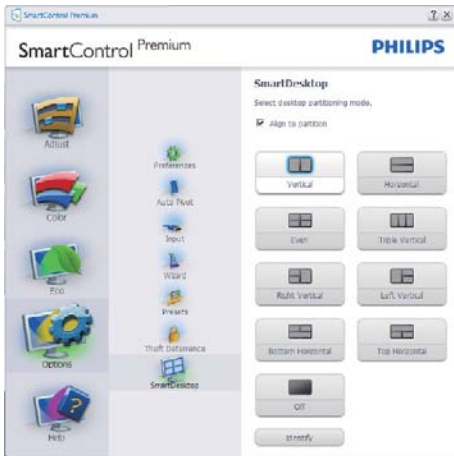 SmartControl Premium
SmartControl Premium
PHILIPS
Adjust
Color
Eco
Options
Help
Preferences
Auto Pivot
Input
Wizard
Presets
Theft Deterrence
SmartDesktop
SmartDesktop
Select desktop partitioning mode.
Align to partition
Vertical
Horizontal
Even
Triple Vertical
Right Vertical
Left Vertical
Bottom Horizontal
Top Horizontal
Off
Identify